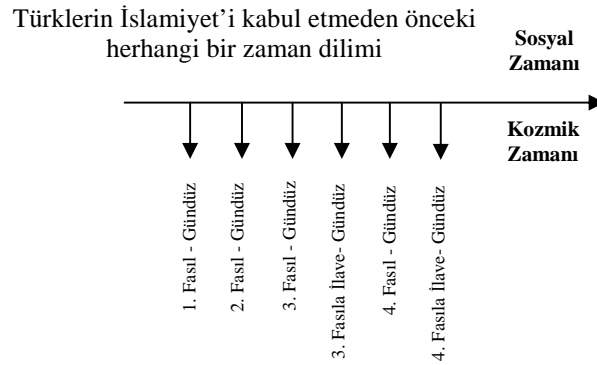 Türklerin İslamiyet’i kabul etmeden önceki
herhangi bir zaman dilimi
Sosyal
Zamanı
Kozmik
Zamanı
1. Fasıl - Gündüz
2. Fasıl - Gündüz
3. Fasıl - Gündüz
3. Fasıla İlave- Gündüz
4. Fasıl - Gündüz
4. Fasıla İlave- Gündüz